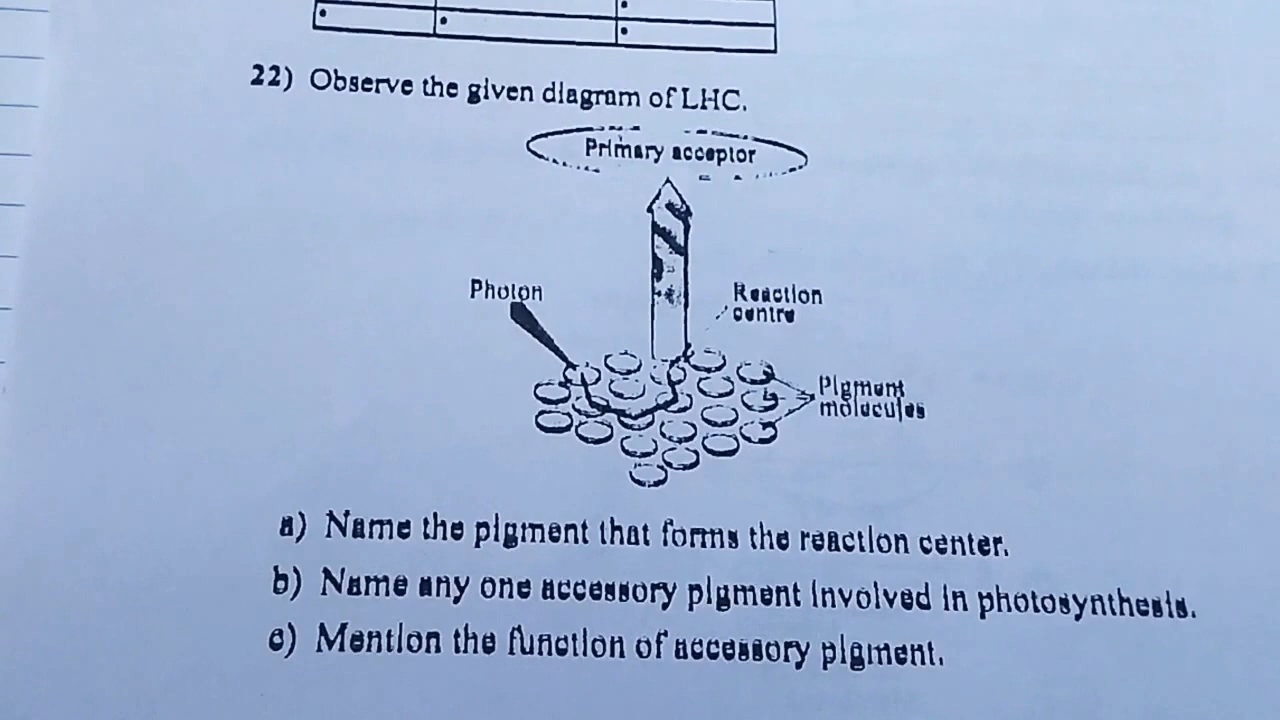 22) Observe the given diagram of LHC.
Primary acceptor
Photon
Reaction
centre
Pigment
molecules
a) Name the pigment that forms the reaction center.
b) Name any one accessory pigment involved in photosynthesis.
c) Mention the function of accessory pigment.